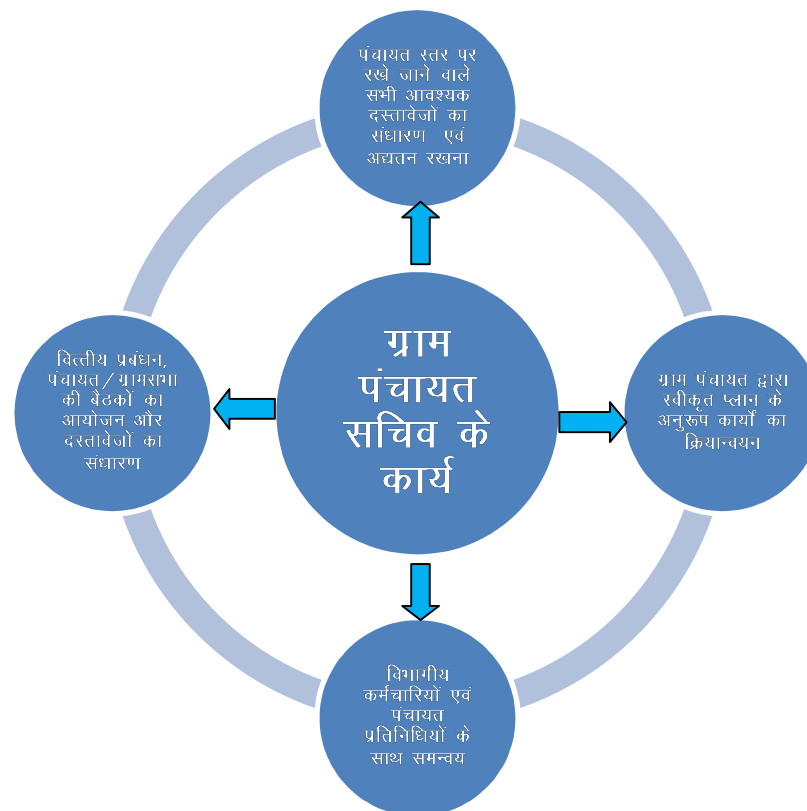 पंचायत स्तर पर
रखे जाने वाले
सभी आवश्यक
दस्तावेजों का
संधारण एवं
अद्यतन रखना
वित्तीय प्रबंधन,
पंचायत/ग्रामसभा
की बैठकों का
आयोजन और
दस्तावेजों का
संधारण
ग्राम
पंचायत
सचिव के
कार्य
ग्राम पंचायत द्वारा
स्वीकृत प्लान के
अनुरूप कार्यों का
क्रियान्वयन
विभागीय
कर्मचारियों एवं
पंचायत
प्रतिनिधियों के
साथ समन्वय